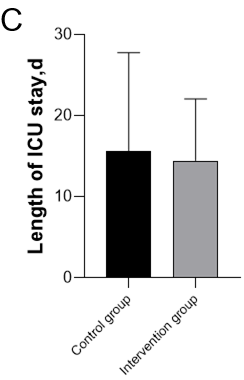 C
Length of ICU stay,d
30
20
10
0
Control group
Intervention group